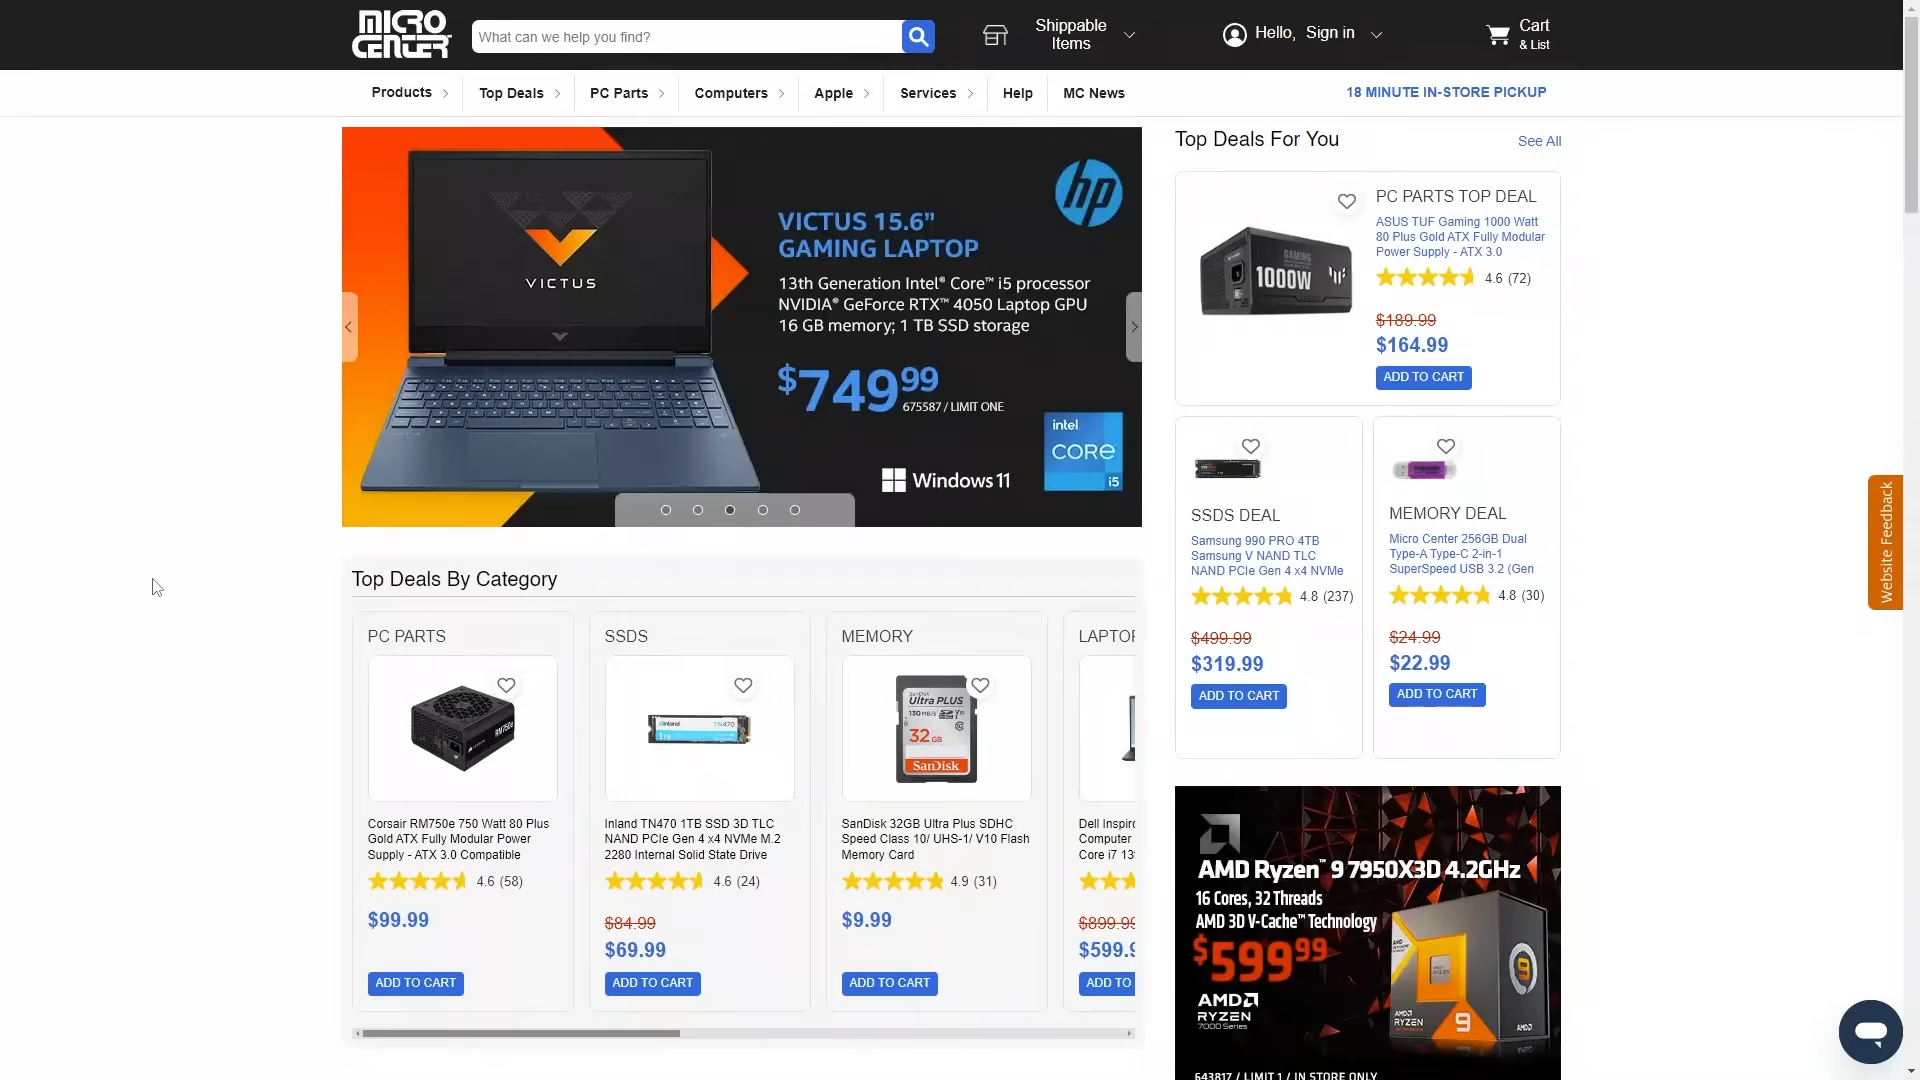 MICRO CENTER
What can we help you find?
Shippable
Items
Hello, Sign in
Cart
& List
Products
Top Deals
PC Parts
Computers
Apple
Services
Help
MC News
18 MINUTE IN-STORE PICKUP
VICTUS
hp
VICTUS 15.6”
GAMING LAPTOP
13th Generation Intel® Core™ i5 processor
NVIDIA® GeForce RTX™ 4050 Laptop GPU
16 GB memory; 1 TB SSD storage
$749⁹⁹
675587 / LIMIT ONE
Windows 11
intel
CORE
i5
Top Deals For You
See All
GAMING
1000W
PC PARTS TOP DEAL
ASUS TUF Gaming 1000 Watt
80 Plus Gold ATX Fully Modular
Power Supply - ATX 3.0
4.6 (72)
$189.99
$164.99
ADD TO CART
SSDS DEAL
Samsung 990 PRO 4TB
Samsung V NAND TLC
NAND PCIe Gen 4 x4 NVMe
4.8 (237)
$499.99
$319.99
ADD TO CART
MEMORY DEAL
Micro Center 256GB Dual
Type-A Type-C 2-in-1
SuperSpeed USB 3.2 (Gen
4.8 (30)
$24.99
$22.99
ADD TO CART
Website Feedback
Top Deals By Category
PC PARTS
RM750e
Corsair RM750e 750 Watt 80 Plus
Gold ATX Fully Modular Power
Supply - ATX 3.0 Compatible
4.6 (58)
$99.99
ADD TO CART
SSDS
inland
TN470
1TB
Inland TN470 1TB SSD 3D TLC
NAND PCIe Gen 4 x4 NVMe M.2
2280 Internal Solid State Drive
4.6 (24)
$84.99
$69.99
ADD TO CART
MEMORY
SanDisk
Ultra PLUS
130 MB/s
32 GB
SanDisk
SanDisk 32GB Ultra Plus SDHC
Speed Class 10/ UHS-1/ V10 Flash
Memory Card
4.9 (31)
$9.99
ADD TO CART
LAPTOP
Dell Inspiro
Computer
Core i7 13
$899.99
$599.9
ADD TO
AMD Ryzen™ 9 7950X3D 4.2GHz
16 Cores, 32 Threads
AMD 3D V-Cache™ Technology
$599⁹⁹
AMD
RYZEN
7000 Series
AMD
RYZEN
9
AMD
643817 / LIMIT 1 / IN STORE ONLY